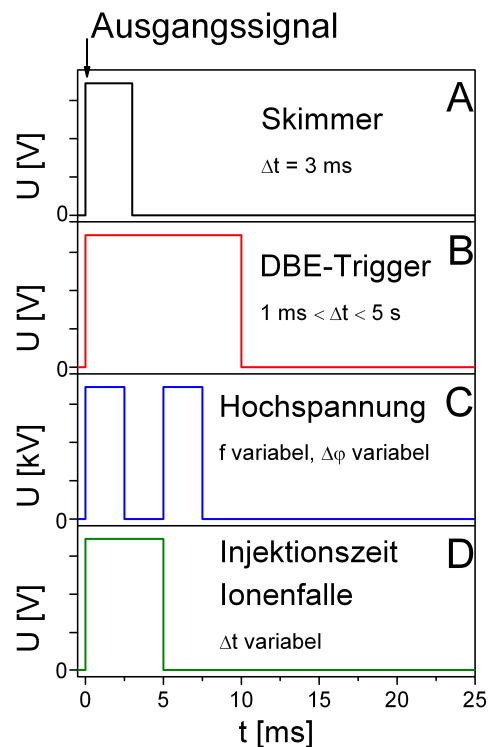 Ausgangssignal
A
Skimmer
Δt = 3 ms
U [V]
0
B
DBE-Trigger
1 ms < Δt < 5 s
U [V]
0
C
Hochspannung
f variabel, Δφ variabel
U [kV]
0
D
Injektionszeit
Ionenfalle
Δt variabel
U [V]
0
0 5 10 15 20 25
t [ms]